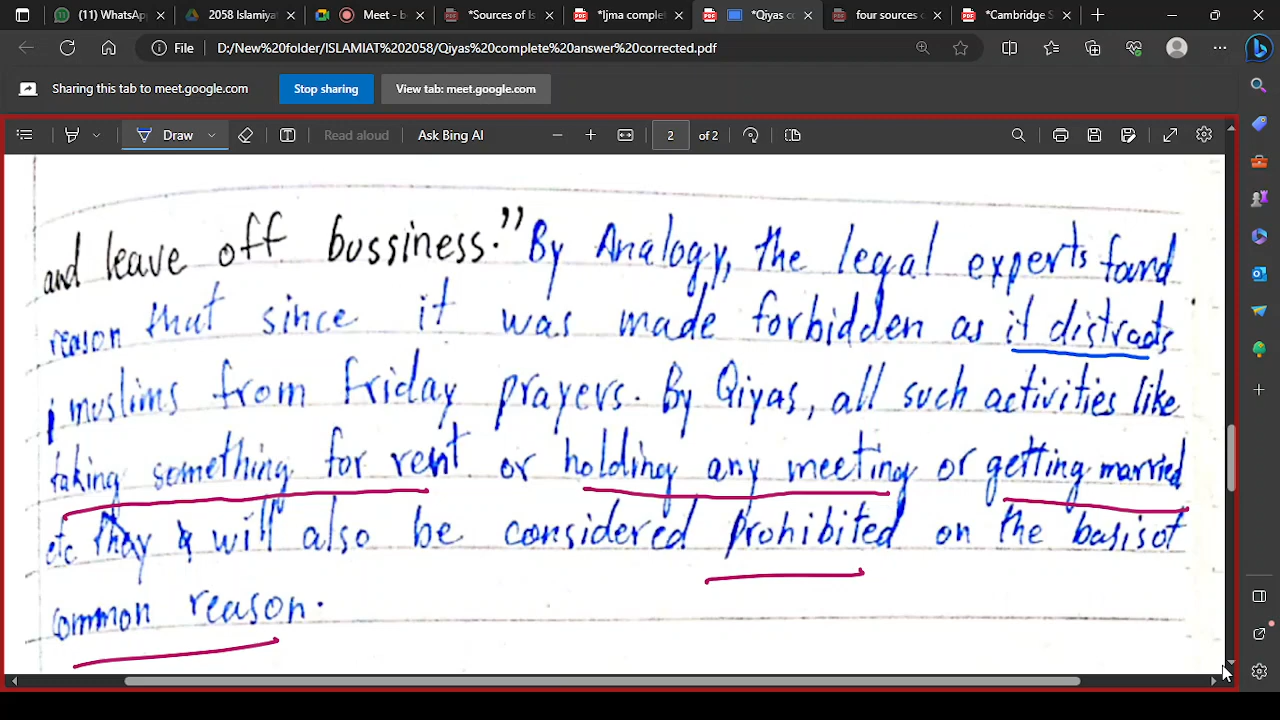 (11) WhatsA
2058 Islamiya
Meet - b
*Sources of Is
*Ijma comple
*Qiyas co
four sources o
*Cambridge S
File
D:/New%20folder/ISLAMIAT%202058/Qiyas%20complete%20answer%20corrected.pdf
Sharing this tab to meet.google.com
Stop sharing
View tab: meet.google.com
Draw
Read aloud
Ask Bing AI
2
of 2
and leave off bussiness." By Analogy, the legal experts found
reason that since it was made forbidden as it distracts
muslims from Friday prayers. By Qiyas, all such activities like
taking something for rent or holding any meeting or getting married
etc they will also be considered prohibited on the basis of
common reason.